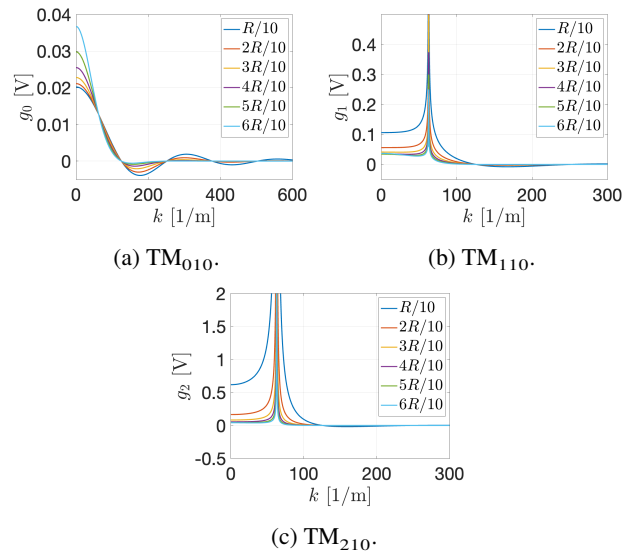 0.04
0.03
0.02
0.01
0
g₀ [V]
0 200 400 600
k [1/m]
R/10
2R/10
3R/10
4R/10
5R/10
6R/10
(a) TM₀₁₀.
0.4
0.3
0.2
0.1
0
g₁ [V]
0 100 200 300
k [1/m]
R/10
2R/10
3R/10
4R/10
5R/10
6R/10
(b) TM₁₁₀.
2
1.5
1
0.5
0
-0.5
g₂ [V]
0 100 200 300
k [1/m]
R/10
2R/10
3R/10
4R/10
5R/10
6R/10
(c) TM₂₁₀.